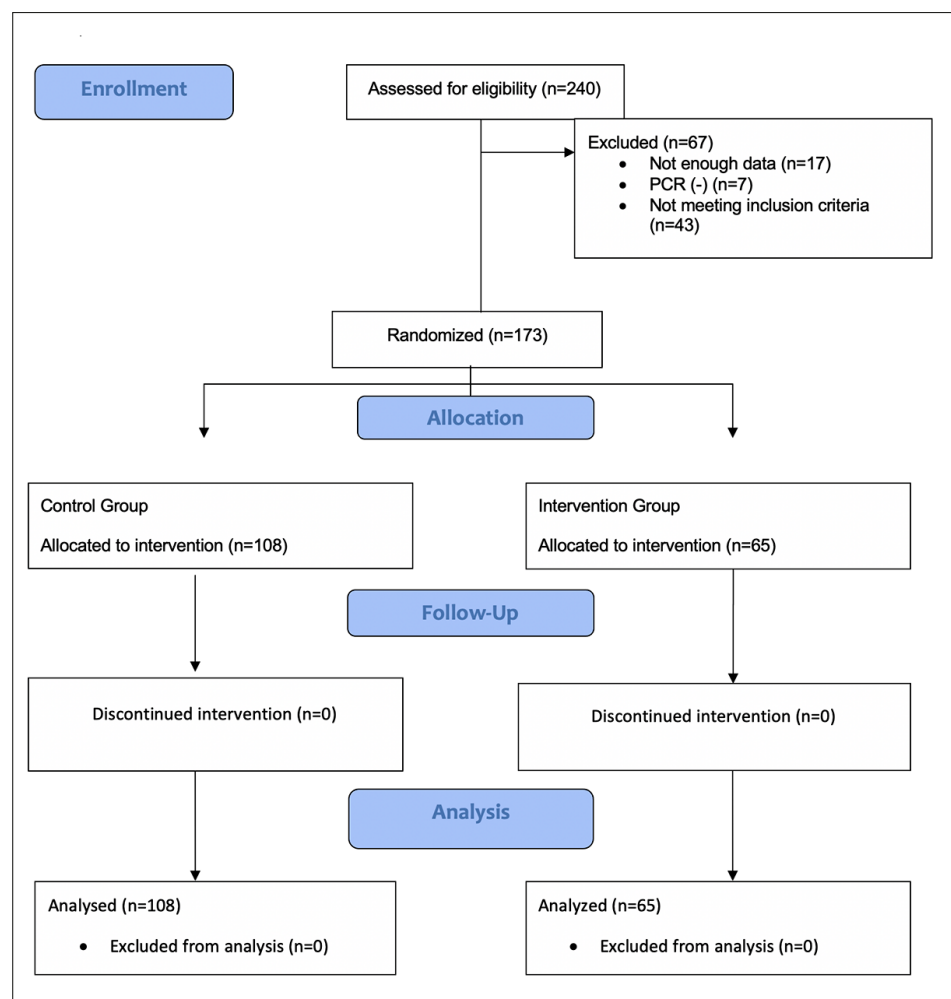 Enrollment
Assessed for eligibility (n=240)
Excluded (n=67)
• Not enough data (n=17)
• PCR (-) (n=7)
• Not meeting inclusion criteria
(n=43)
Randomized (n=173)
Allocation
Control Group
Allocated to intervention (n=108)
Intervention Group
Allocated to intervention (n=65)
Follow-Up
Discontinued intervention (n=0)
Discontinued intervention (n=0)
Analysis
Analysed (n=108)
• Excluded from analysis (n=0)
Analyzed (n=65)
• Excluded from analysis (n=0)